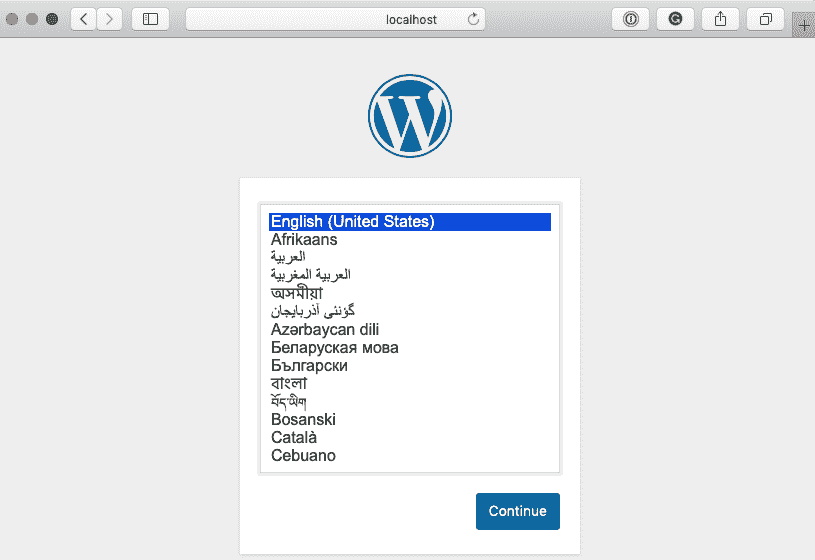 localhost
English (United States)
Afrikaans
العربية
العربية المغربية
অসমীয়া
گؤنئی آذربایجان
Azərbaycan dili
Беларуская мова
Български
বাংলা
བོད་ཡིག
Bosanski
Català
Cebuano
Continue